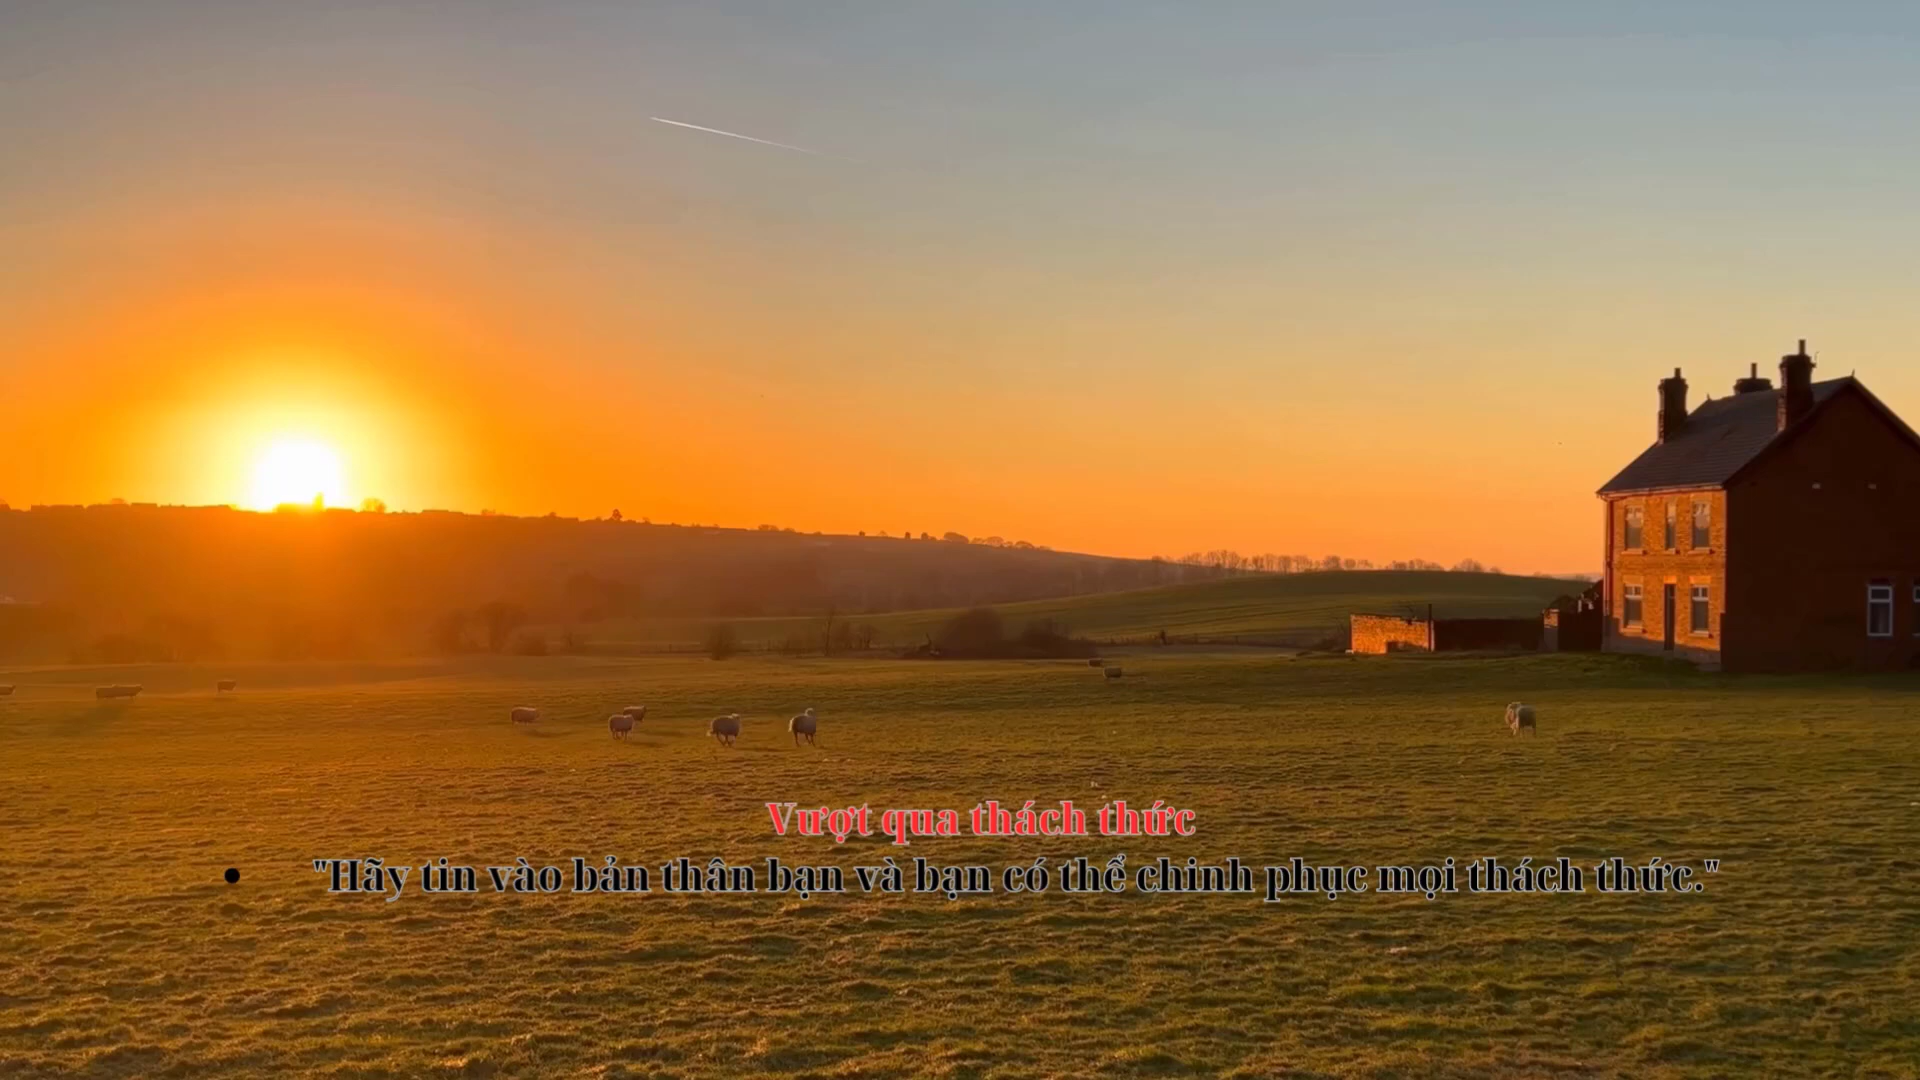 Vượt qua thách thức
• "Hãy tin vào bản thân bạn và bạn có thể chinh phục mọi thách thức."